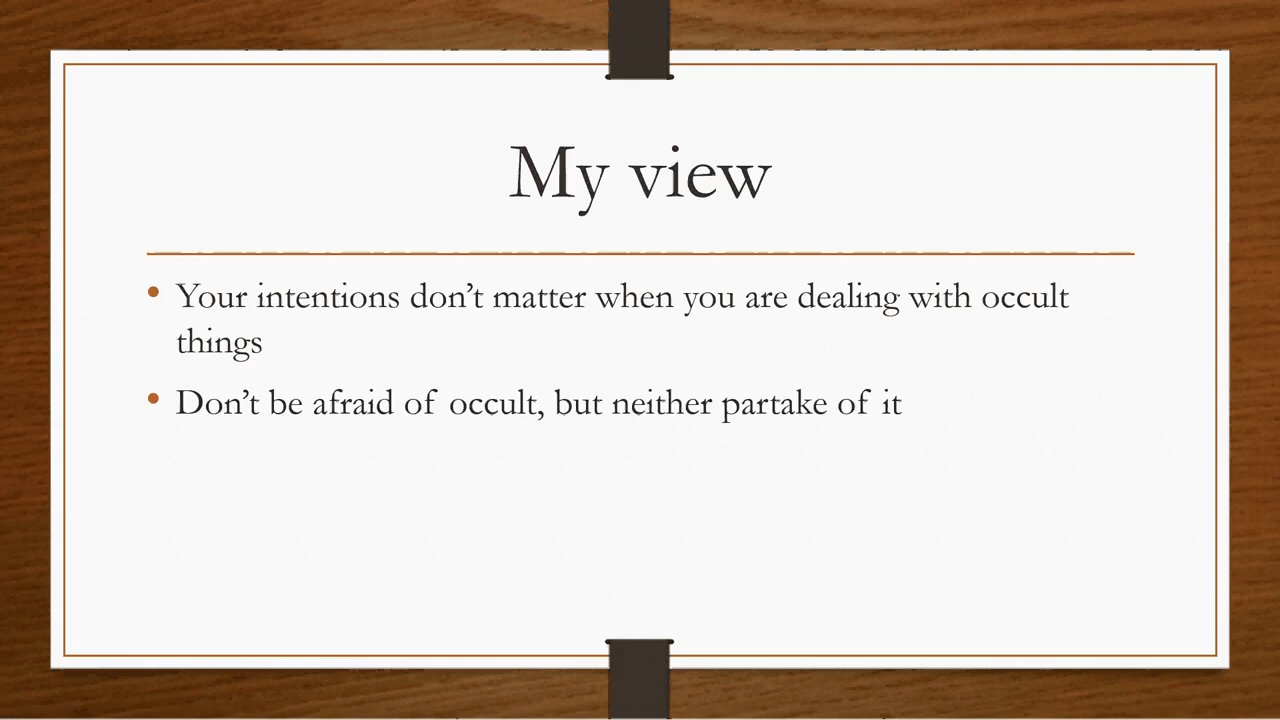 My view
• Your intentions don’t matter when you are dealing with occult
things
• Don’t be afraid of occult, but neither partake of it